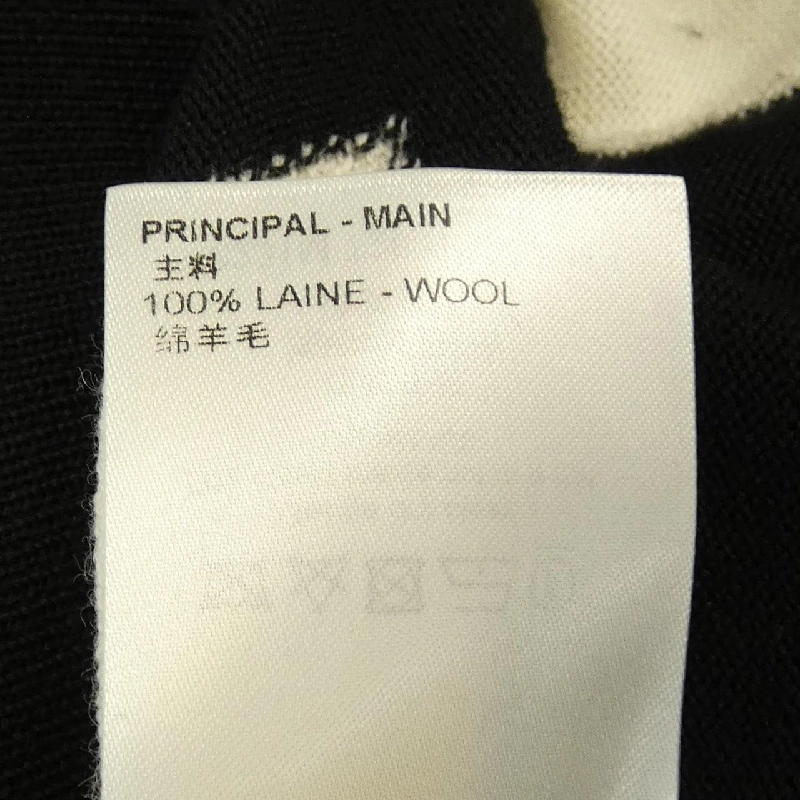 PRINCIPAL - MAIN
主料
100% LAINE - WOOL
绵羊毛